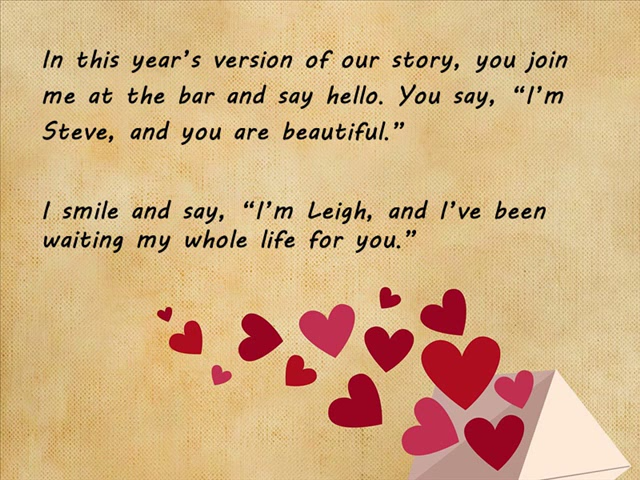 In this year’s version of our story, you join
me at the bar and say hello. You say, “I’m
Steve, and you are beautiful.”
I smile and say, “I’m Leigh, and I’ve been
waiting my whole life for you.”